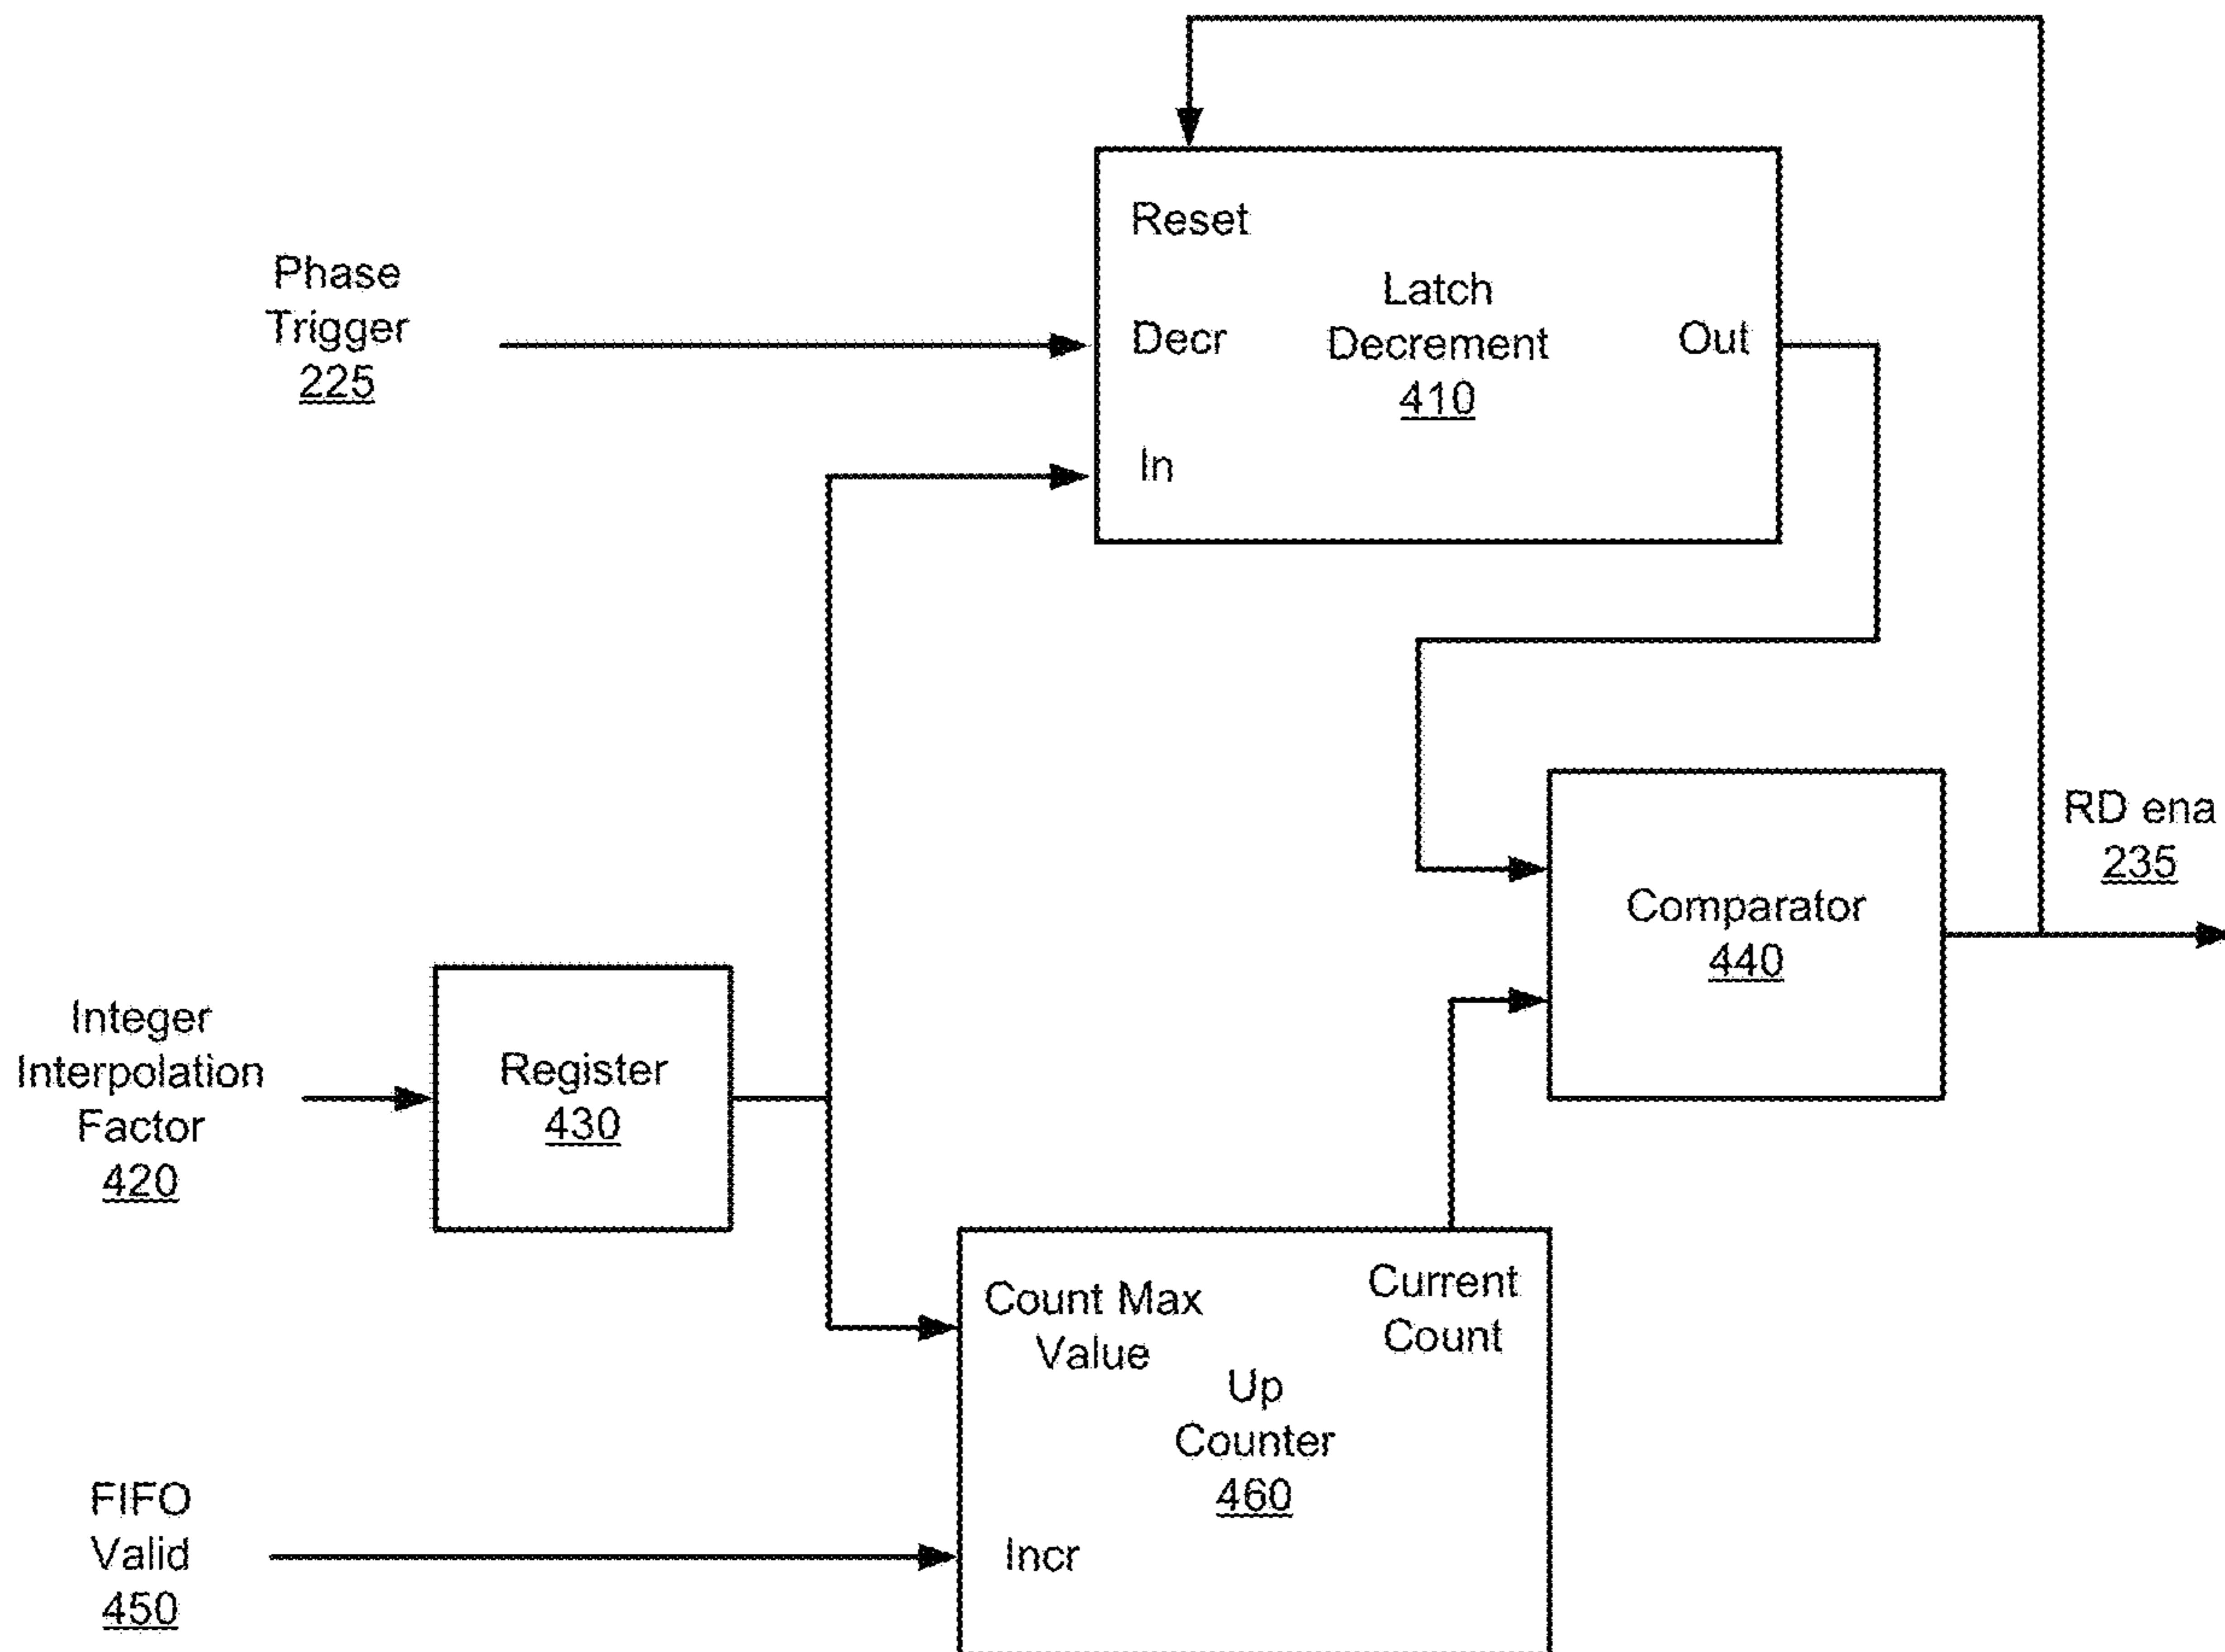 Reset
Phase
Trigger
225
Decr
Latch
Decrement
410
Out
In
RD ena
235
Comparator
440
Integer
Interpolation
Factor
420
Register
430
Count Max
Value
Current
Count
Up
Counter
460
FIFO
Valid
450
Incr